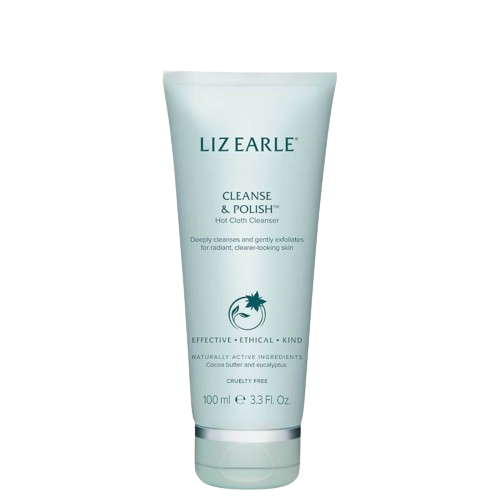 LIZ EARLE®
CLEANSE
& POLISH™
Hot Cloth Cleanser
Deeply cleanses and gently exfoliates
for radiant, clearer-looking skin
EFFECTIVE • ETHICAL • KIND
NATURALLY ACTIVE INGREDIENTS
Cocoa butter and eucalyptus
CRUELTY FREE
100 ml ℮ 3.3 Fl. Oz.